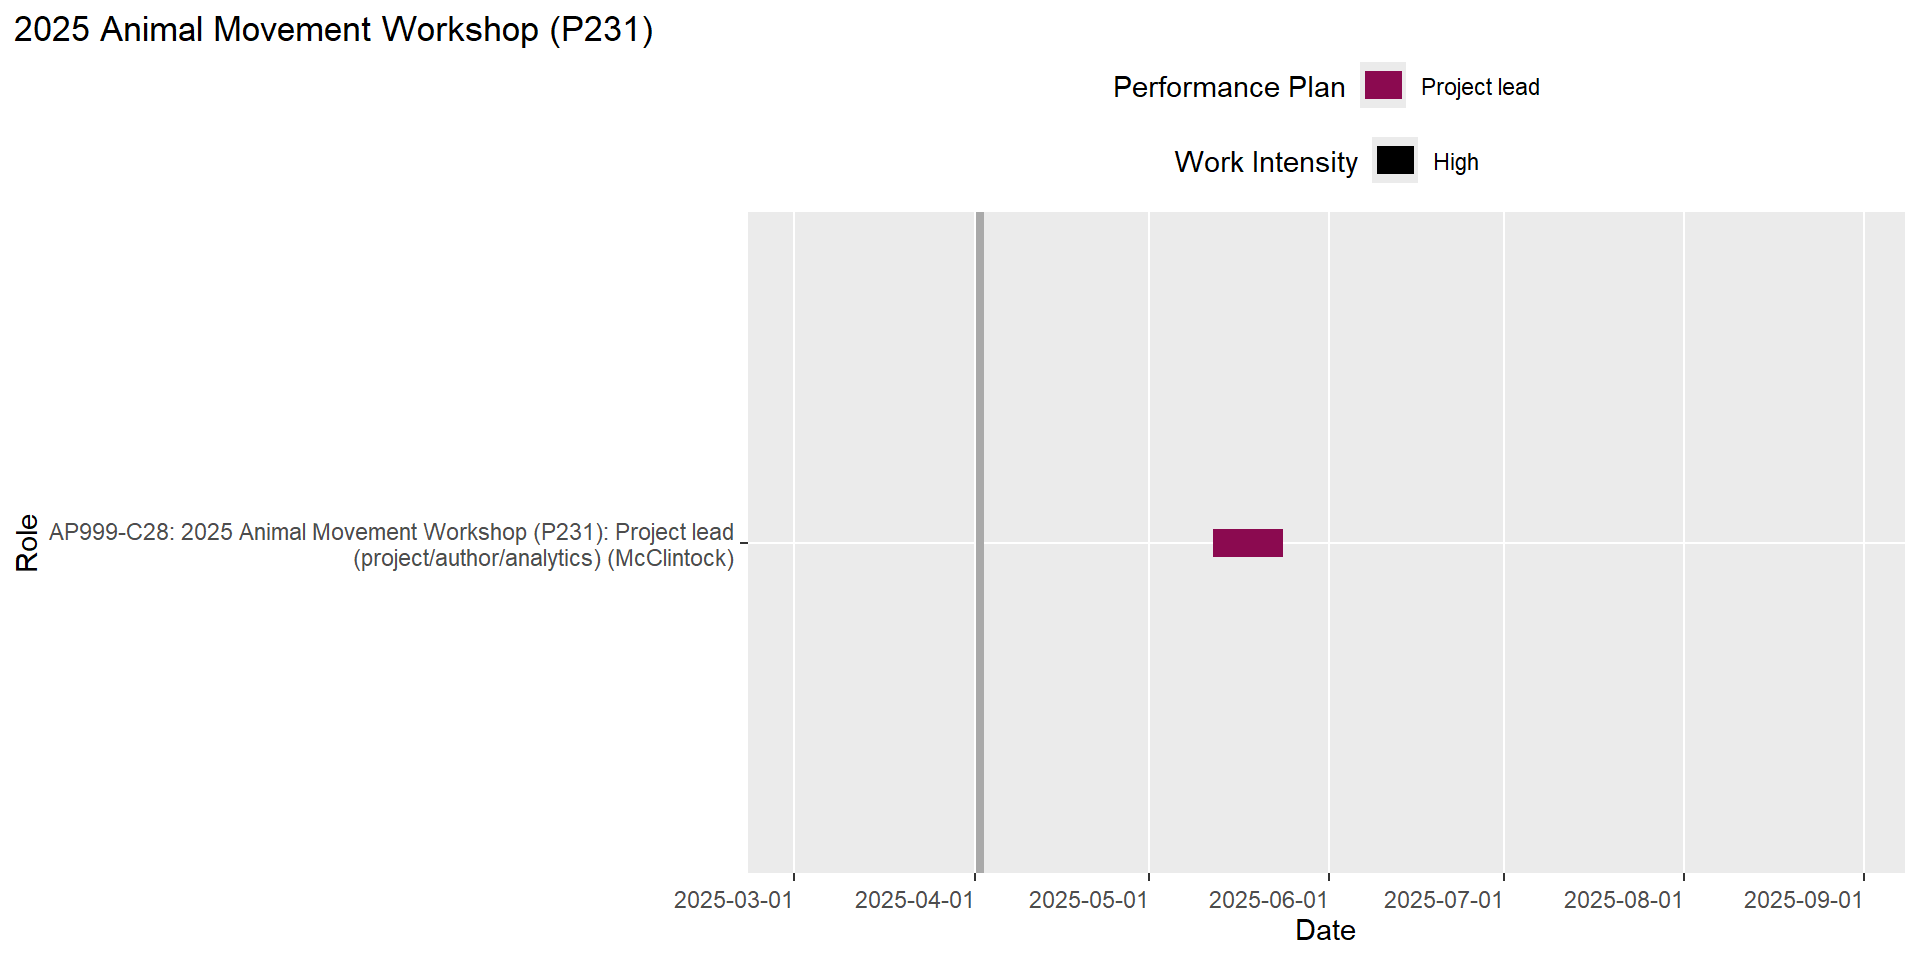 2025 Animal Movement Workshop (P231)
Performance Plan Project lead
Work Intensity High
Role
AP999-C28: 2025 Animal Movement Workshop (P231): Project lead
(project/author/analytics) (McClintock)
2025-03-01 2025-04-01 2025-05-01 2025-06-01 2025-07-01 2025-08-01 2025-09-01
Date